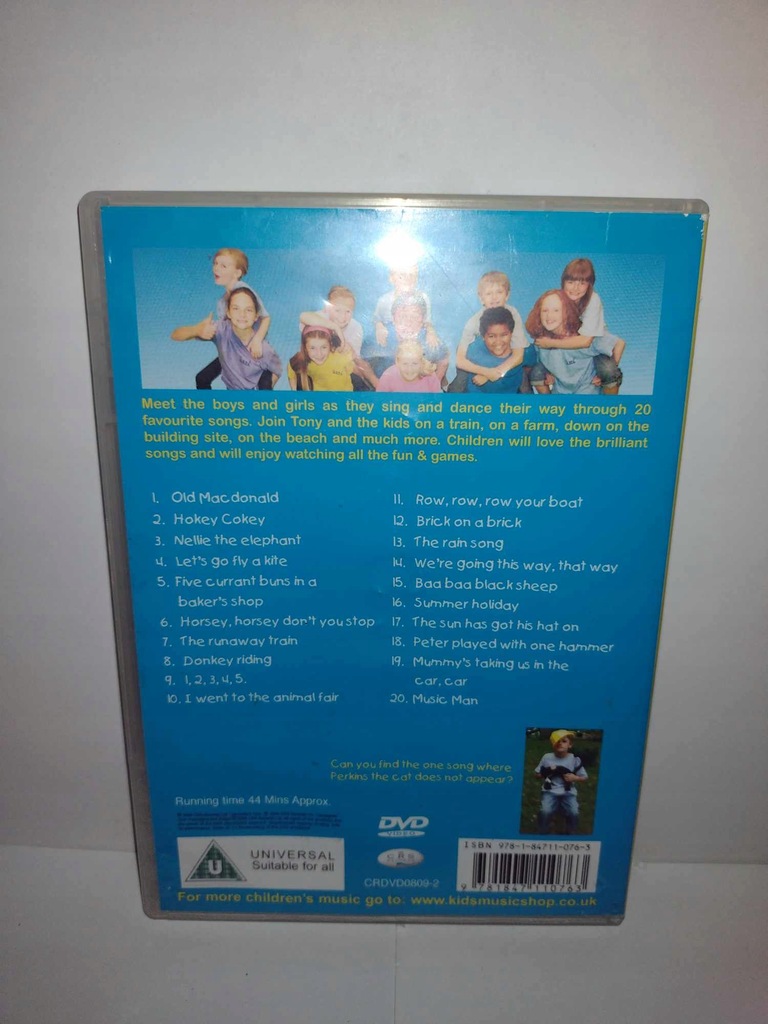 Meet the boys and girls as they sing and dance their way through 20
favourite songs. Join Tony and the kids on a train, on a farm, down on the
building site, on the beach and much more. Children will love the brilliant
songs and will enjoy watching all the fun & games.
1. Old Macdonald
2. Hokey Cokey
3. Nellie the elephant
4. Let's go fly a kite
5. Five currant buns in a
baker's shop
6. Horsey, horsey don't you stop
7. The runaway train
8. Donkey riding
9. 1, 2, 3, 4, 5.
10. I went to the animal fair
11. Row, row, row your boat
12. Brick on a brick
13. The rain song
14. We're going this way, that way
15. Baa baa black sheep
16. Summer holiday
17. The sun has got his hat on
18. Peter played with one hammer
19. Mummy's taking us in the
car, car
20. Music Man
Can you find the one song where
Perkins the cat does not appear?
Running time 44 Mins Approx.
DVD
VIDEO
U
UNIVERSAL
Suitable for all
CRS
CRDVD0809-2
ISBN 978-1-84711-076-3
9 781847 110763
For more children's music go to: www.kidsmusicshop.co.uk